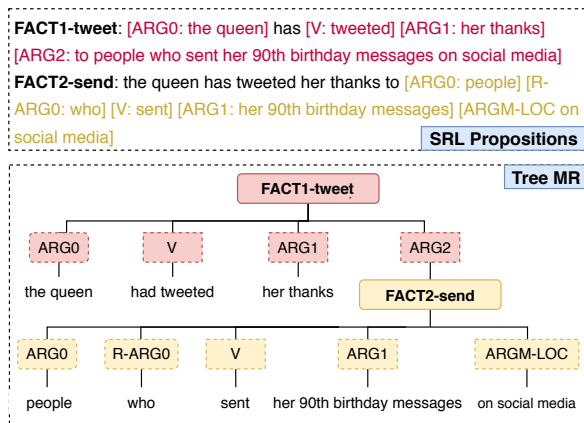 FACT1-tweet: [ARG0: the queen] has [V: tweeted] [ARG1: her thanks]
[ARG2: to people who sent her 90th birthday messages on social media]
FACT2-send: the queen has tweeted her thanks to [ARG0: people] [R-
ARG0: who] [V: sent] [ARG1: her 90th birthday messages] [ARGM-LOC on
social media]
SRL Propositions
Tree MR
FACT1-tweet
ARG0 V ARG1 ARG2
the queen had tweeted her thanks
FACT2-send
ARG0 R-ARG0 V ARG1 ARGM-LOC
people who sent her 90th birthday messages on social media